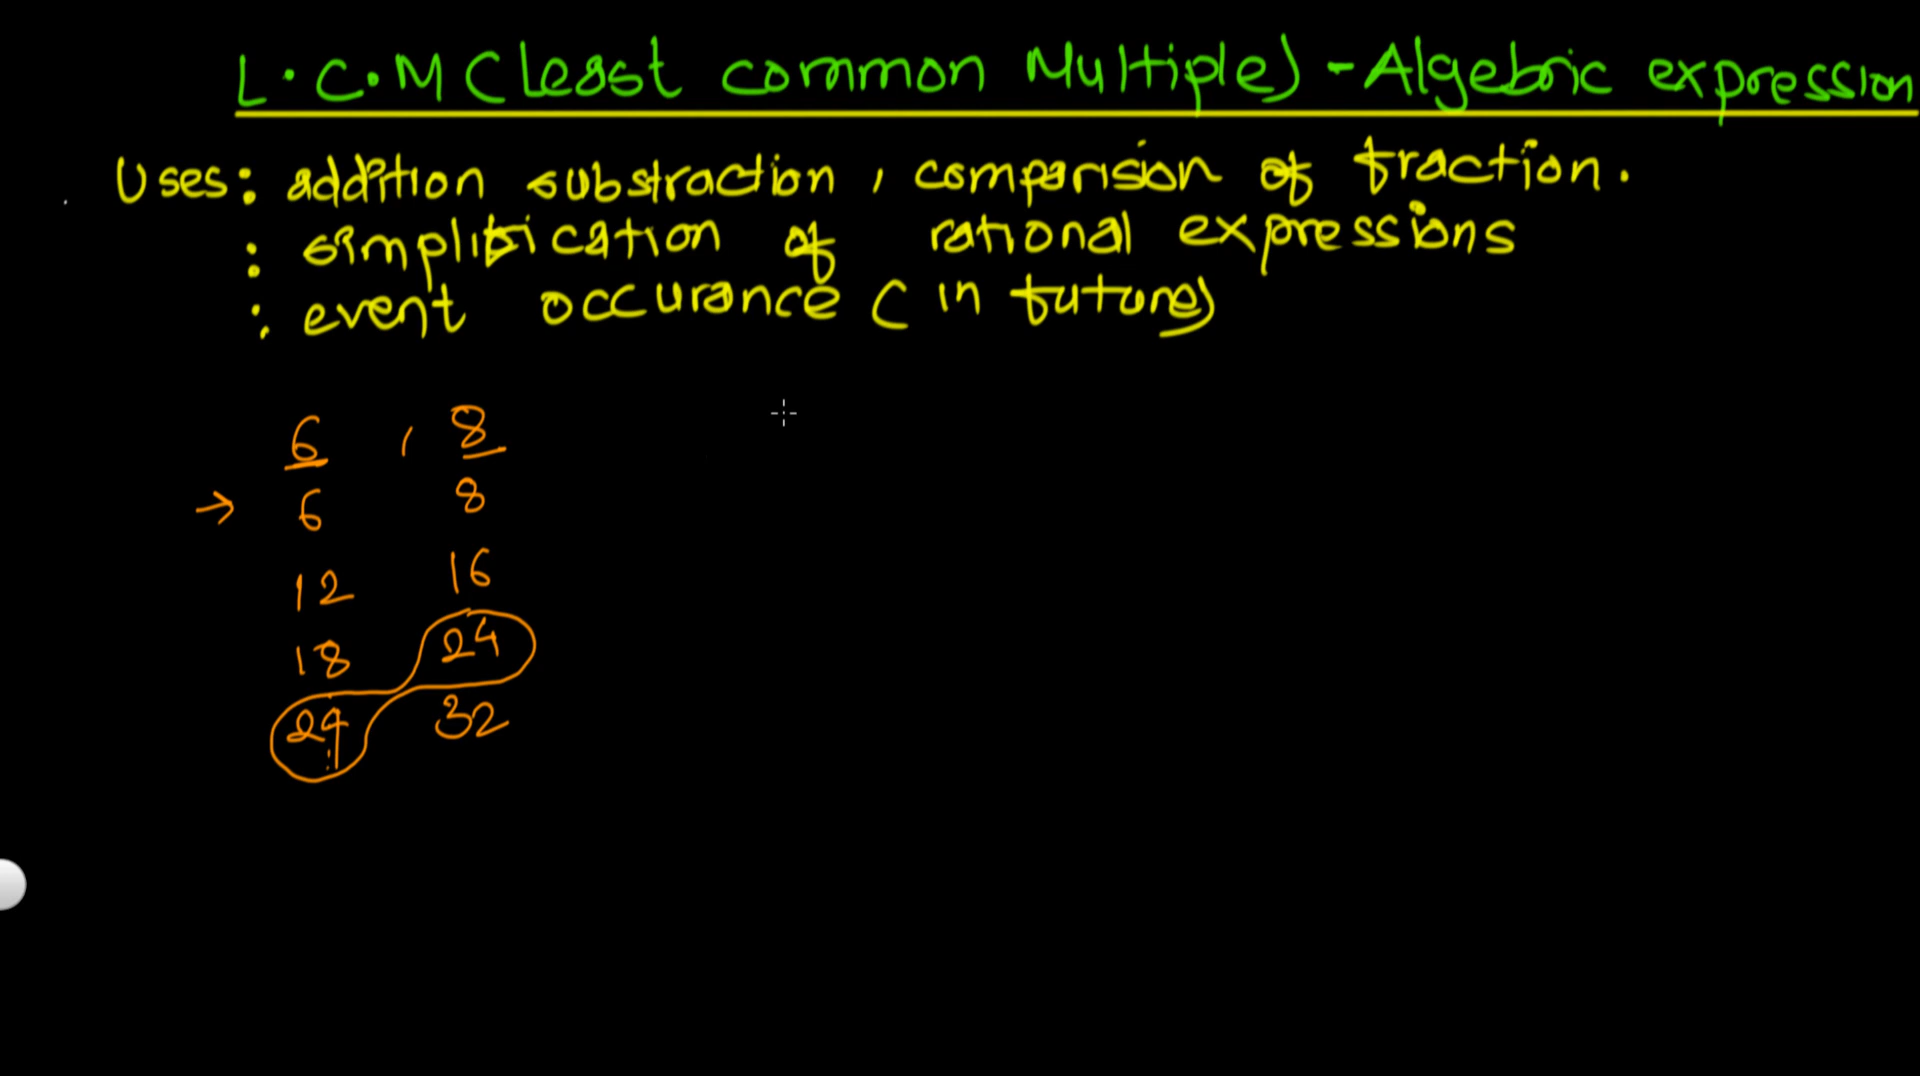 L.C.M (least common Multiple) - Algebric expression
Uses: addition substraction, comparision of fraction.
: simplification of rational expressions
: event occurance (in future)
6 , 8
→ 6 8
12 16
18 24
24 32